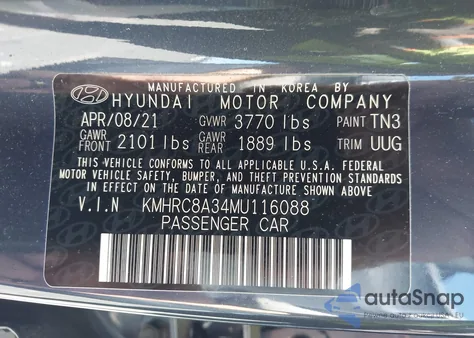 MANUFACTURED IN KOREA BY
HYUNDAI MOTOR COMPANY
APR/08/21 GVWR 3770 lbs PAINT TN3
GAWR FRONT 2101 lbs GAWR REAR 1889 lbs TRIM UUG
THIS VEHICLE CONFORMS TO ALL APPLICABLE U.S.A. FEDERAL
MOTOR VEHICLE SAFETY, BUMPER, AND THEFT PREVENTION STANDARDS
IN EFFECT ON THE DATE OF MANUFACTURE SHOWN ABOVE.
V.I.N KMHRC8A34MU116088
PASSENGER CAR
autoSnap